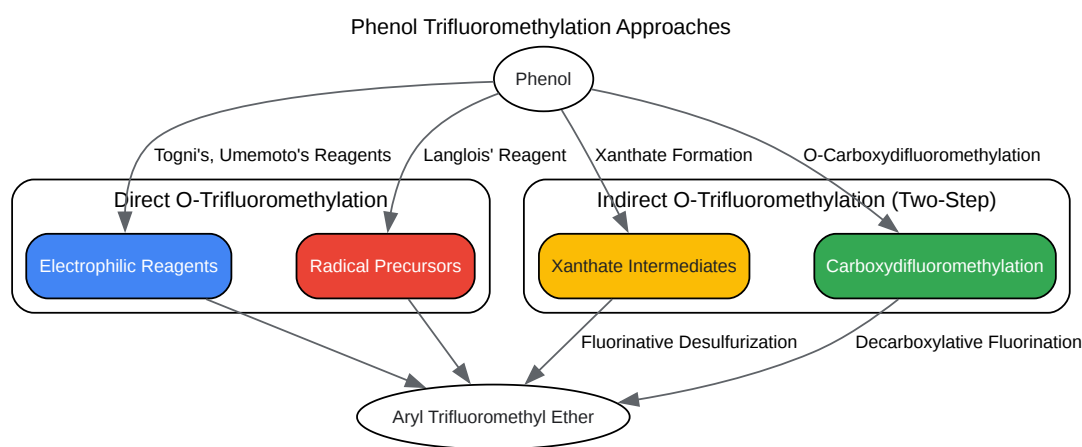 Phenol Trifluoromethylation Approaches
Phenol
Togni's, Umemoto's Reagents
Langlois' Reagent
Xanthate Formation
O-Carboxydifluoromethylation
Direct O-Trifluoromethylation
Indirect O-Trifluoromethylation (Two-Step)
Electrophilic Reagents
Radical Precursors
Xanthate Intermediates
Carboxydifluoromethylation
Fluorinative Desulfurization
Decarboxylative Fluorination
Aryl Trifluoromethyl Ether